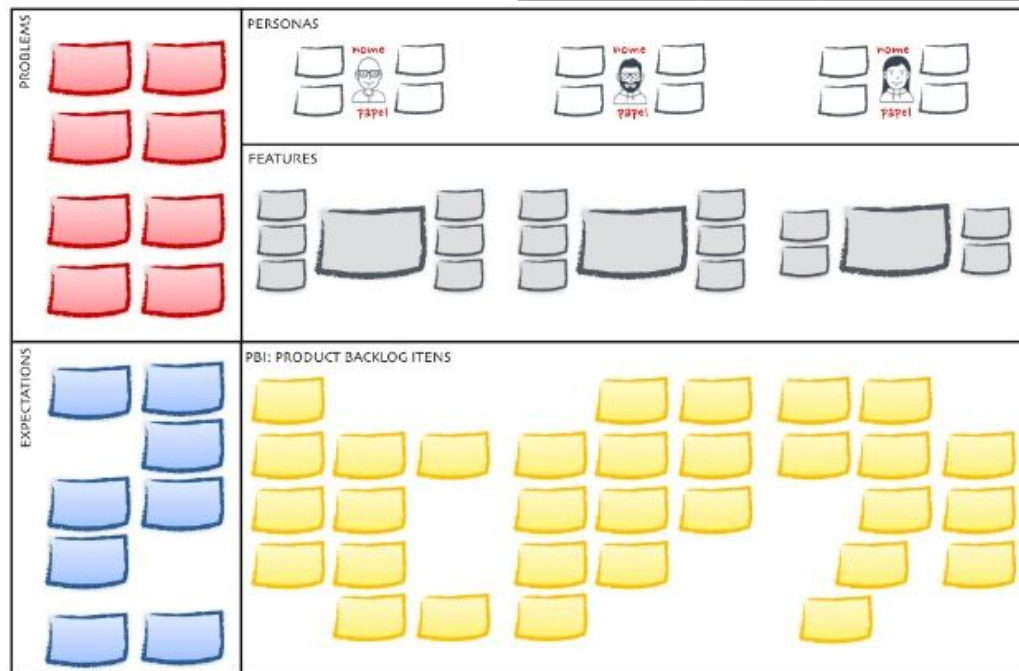 PROBLEMS
PERSONAS
nome
papel
nome
papel
nome
papel
FEATURES
EXPECTATIONS
PBI: PRODUCT BACKLOG ITENS